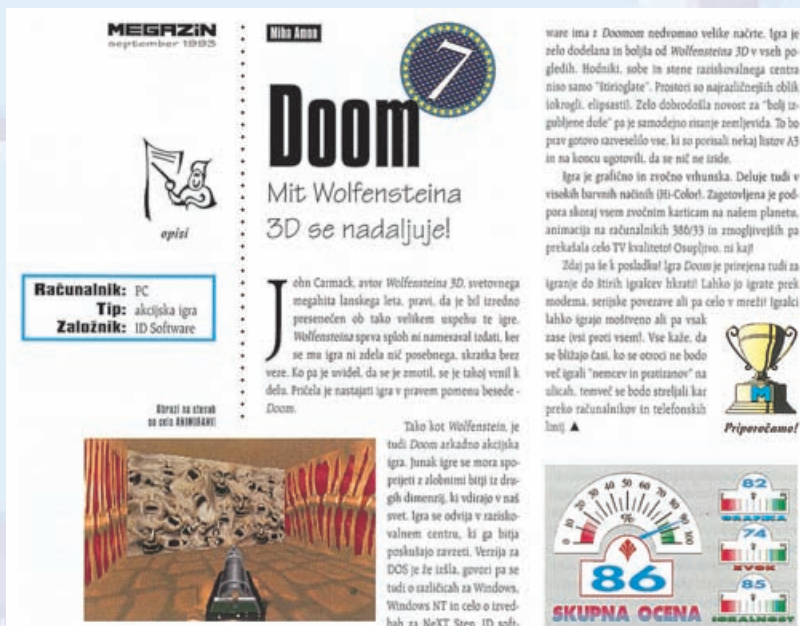 MEGAZIN
september 1993
opisi
Računalnik: PC
Tip: akcijska igra
Založnik: ID Software
Obrazi na stenah
so celo ANIMIRANI!
Miha Amon
7
Doom
Mit Wolfensteina
3D se nadaljuje!
John Carmack, avtor Wolfensteina 3D, svetovnega
megahita lanskega leta, pravi, da je bil izredno
presenečen ob tako velikem uspehu te igre.
Wolfensteina sprva sploh ni nameraval izdati, ker
se mu igra ni zdela nič posebnega, skratka brez
veze. Ko pa je uvidel, da se je zmotil, se je takoj vrnil k
delu. Pričela je nastajati igra v pravem pomenu besede -
Doom.
Tako kot Wolfenstein, je
tudi Doom arkadno akcijska
igra. Junak igre se mora spo-
prijeti z zlobnimi bitji iz dru-
gih dimenzij, ki vdirajo v naš
svet. Igra se odvija v razisko-
valnem centru, ki ga bitja
poskušajo zavzeti. Verzija za
DOS je že izšla, govori pa se
tudi o različicah za Windows,
Windows NT in celo o izved-
bah za NeXT Step. ID soft-
ware ima z Doomom nedvomno velike načrte. Igra je
zelo dodelana in boljša od Wolfensteina 3D v vseh po-
gledih. Hodniki, sobe in stene raziskovalnega centra
niso samo "štirioglate". Prostori so najrazličnejših oblik
(okrogli, elipsasti). Zelo dobrodošla novost za "bolj iz-
gubljene duše" pa je samodejno risanje zemljevida. To bo
prav gotovo razveselilo vse, ki so porisali nekaj listov A3
in na koncu ugotovili, da se nič ne izide.
Igra je grafično in zvočno vrhunska. Deluje tudi v
visokih barvnih načinih (Hi-Color). Zagotovljena je pod-
pora skoraj vsem zvočnim karticam na našem planetu,
animacija na računalnikih 386/33 in zmogljivejših pa
prekaša celo TV kvaliteto! Osupljivo, ni kaj!
Zdaj pa še k posladku! Igra Doom je prirejena tudi za
igranje do štirih igralcev hkrati! Lahko jo igrate prek
modema, serijske povezave ali pa celo v mreži! Igralci
lahko igrajo moštveno ali pa vsak
zase (vsi proti vsem!). Vse kaže, da
se bližajo časi, ko se otroci ne bodo
več igrali "nemcev in partizanov" na
ulicah, temveč se bodo streljali kar
preko računalnikov in telefonskih
linij. ▲
M
Priporočamo!
0 10 20 30 40 50 60 70 80 90 100
%
86
SKUPNA OCENA
82
GRAFIKA
74
ZVOK
85
IGRALNOST